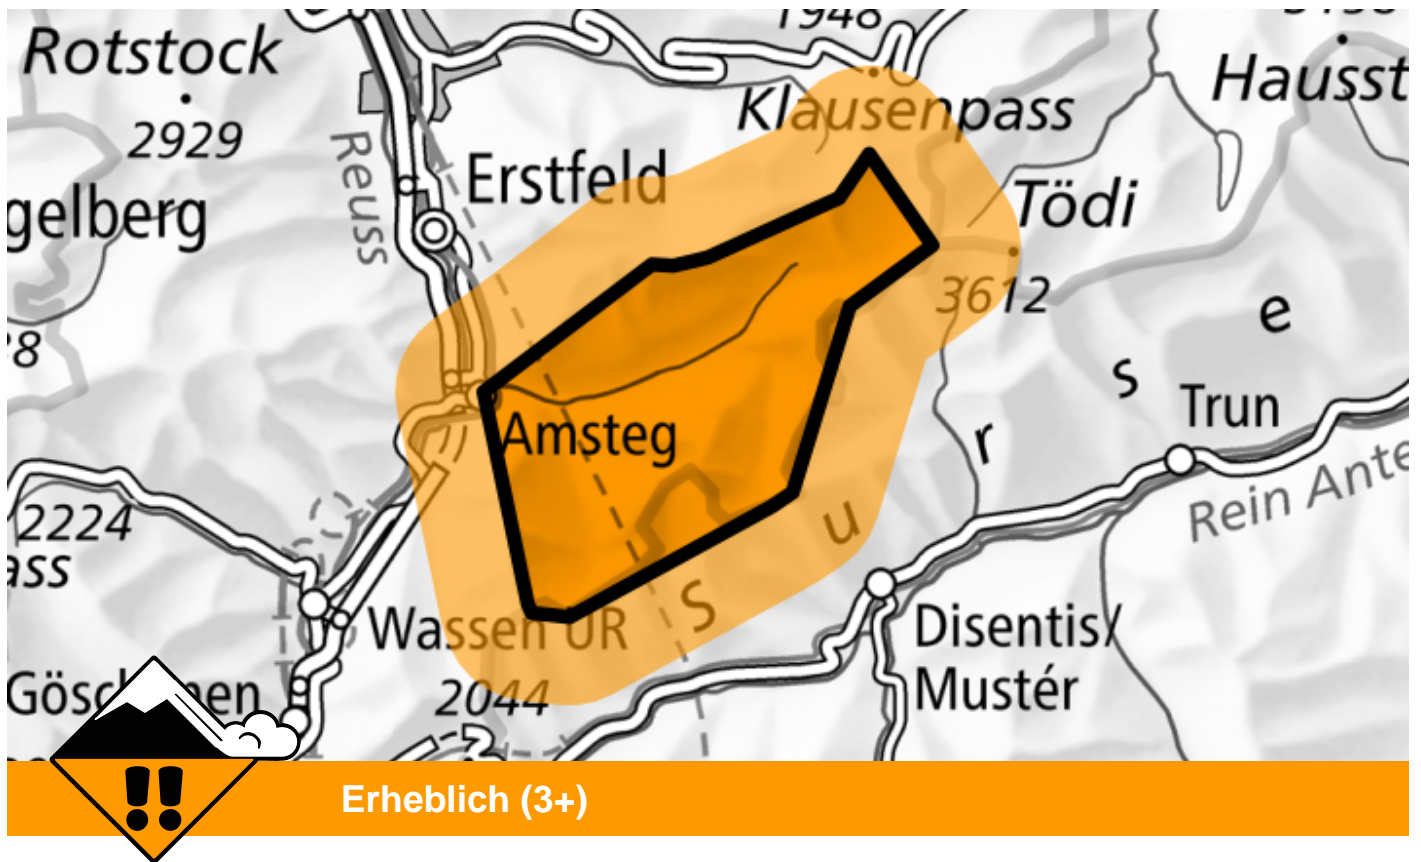 1948
Rotstock
2929
Klausenpass
Hausst
Reuss
Erstfeld
gelberg
Tödi
3612
e
s
Trun
r
Amsteg
Rein Ante
2224
ass
u
S
Wassen UR
Disentis/
Mustér
2044
Göschenen
Erheblich (3+)
!!